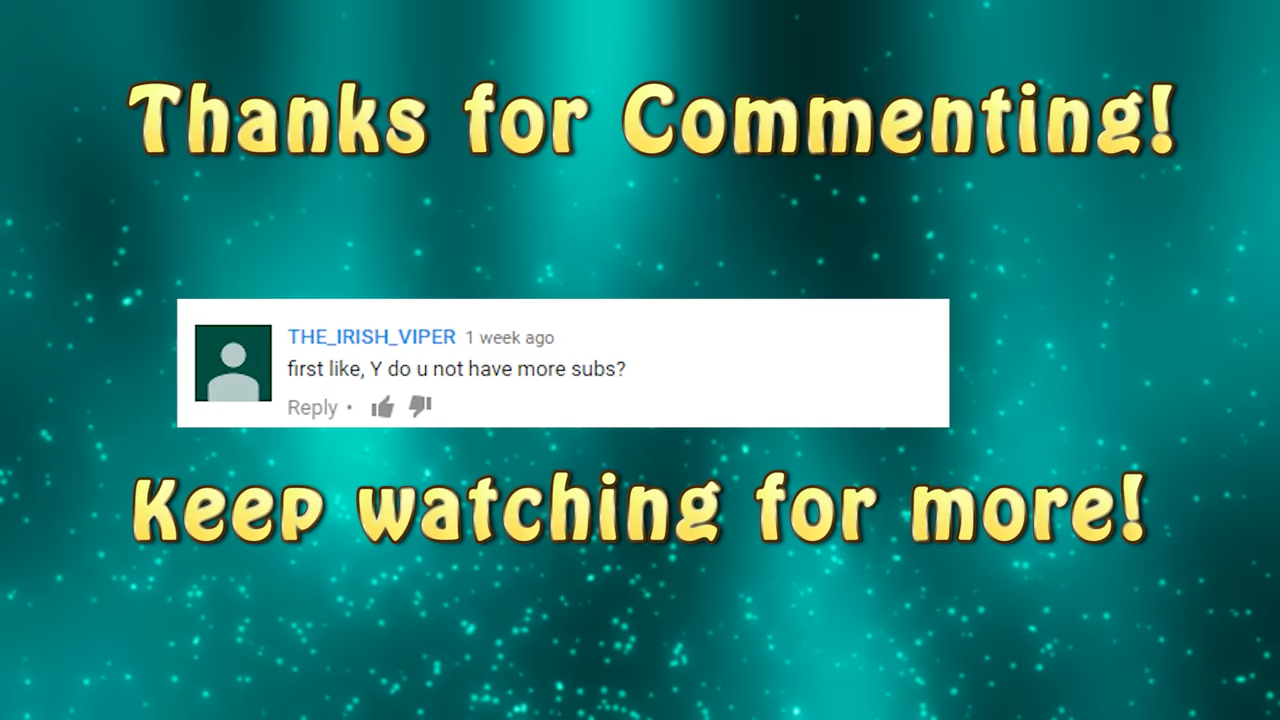 Thanks for Commenting!
THE_IRISH_VIPER 1 week ago
first like, Y do u not have more subs?
Reply •
Keep watching for more!